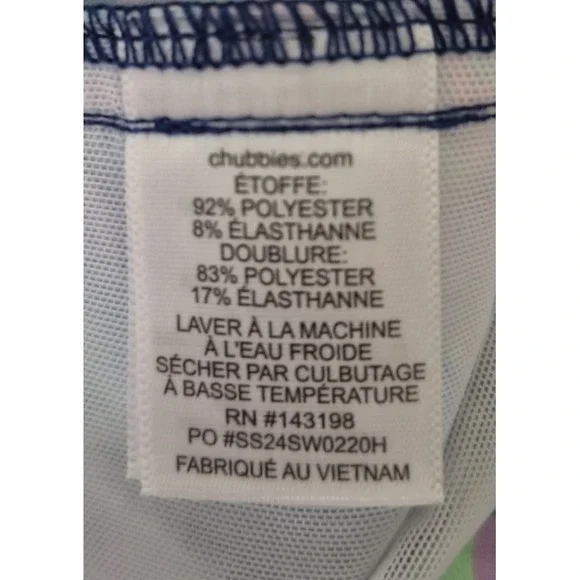 chubbies.com
ÉTOFFE:
92% POLYESTER
8% ÉLASTHANNE
DOUBLURE:
83% POLYESTER
17% ÉLASTHANNE
LAVER À LA MACHINE
À L'EAU FROIDE
SÉCHER PAR CULBUTAGE
À BASSE TEMPÉRATURE
RN #143198
PO #SS24SW0220H
FABRIQUÉ AU VIETNAM